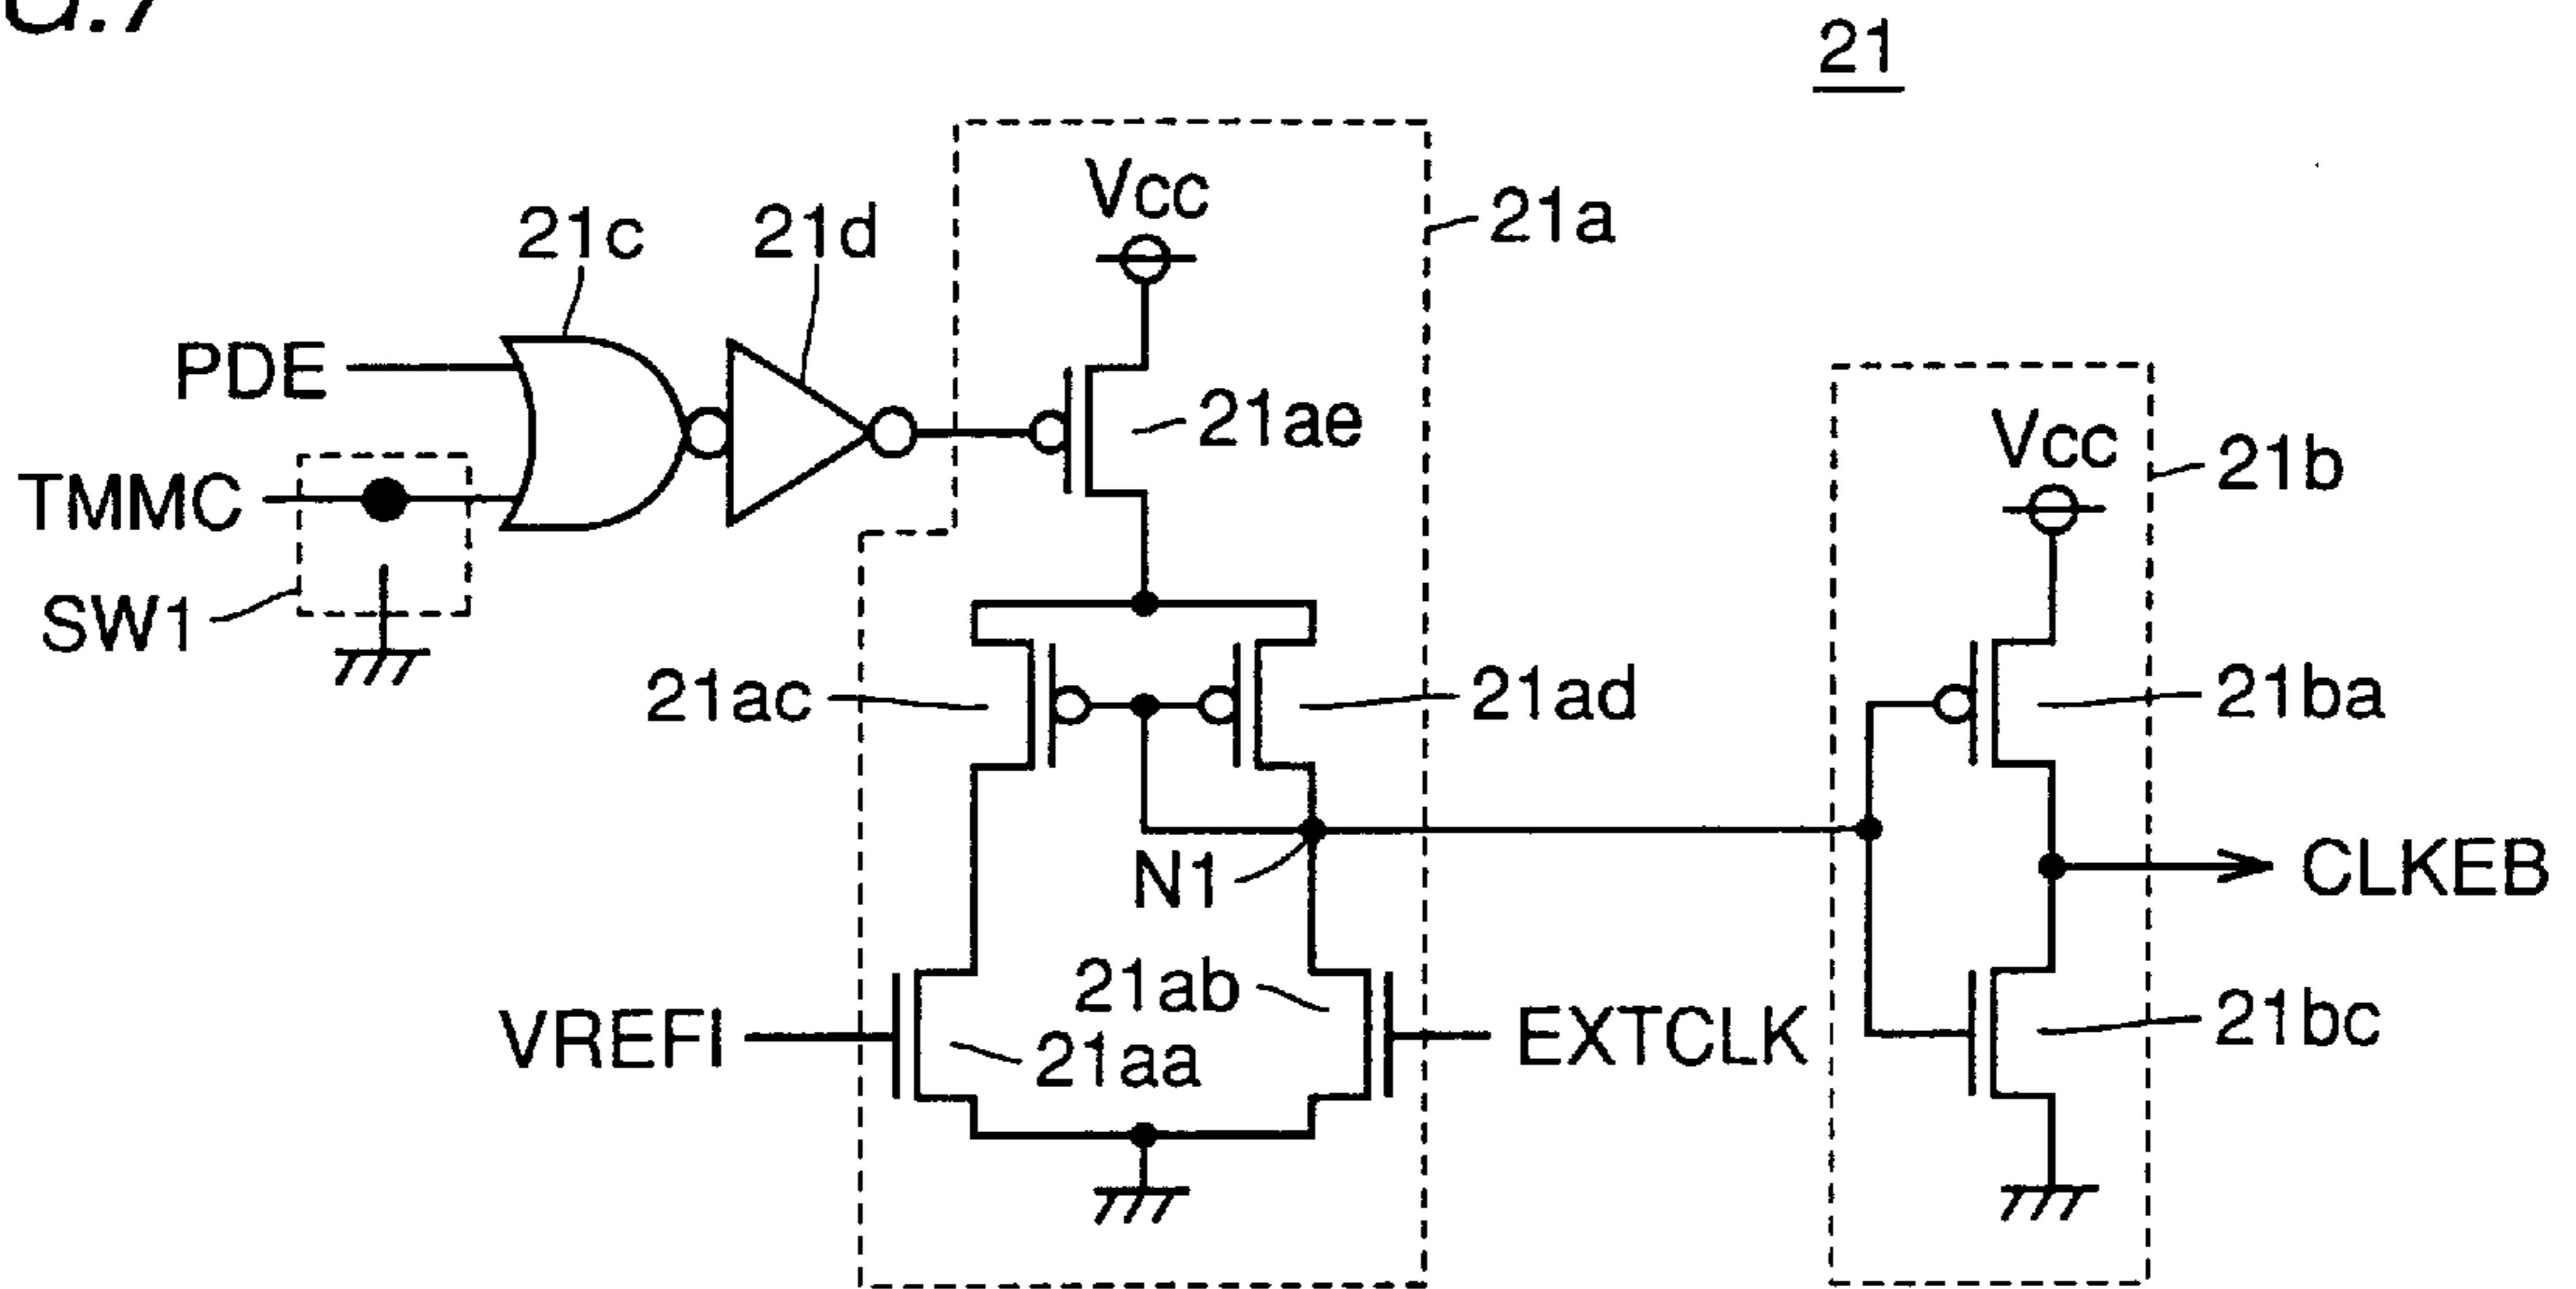 G.7
21
Vcc
21a
21c
21d
PDE
21ae
Vcc
21b
TMMC
SW1
21ac
21ad
21ba
N1
CLKEB
21ab
VREFI
21aa
EXTCLK
21bc